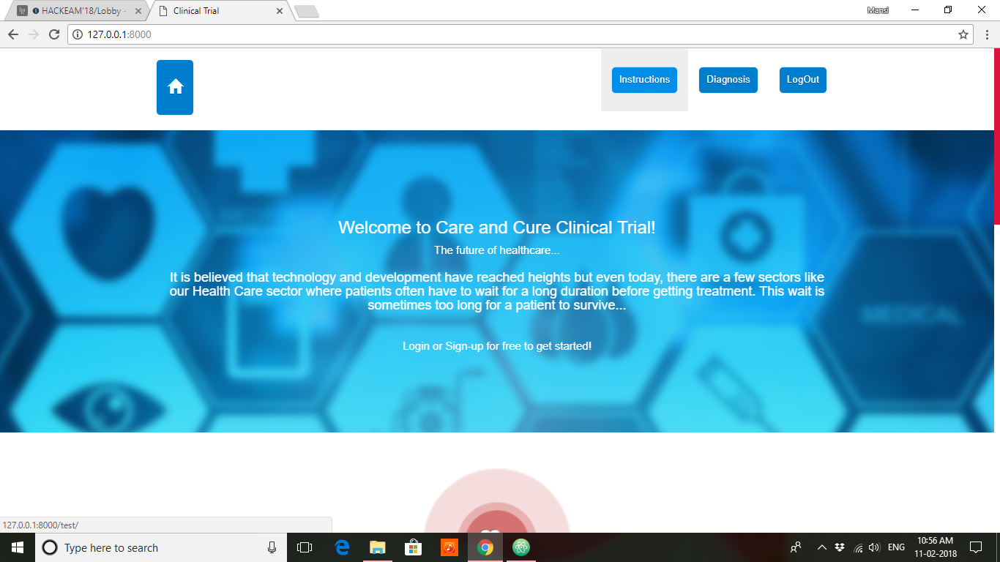 HACKEAM'18/Lobby -
Clinical Trial
Mansi
127.0.0.1:8000
Instructions
Diagnosis
LogOut
Welcome to Care and Cure Clinical Trial!
The future of healthcare...
It is believed that technology and development have reached heights but even today, there are a few sectors like
our Health Care sector where patients often have to wait for a long duration before getting treatment. This wait is
sometimes too long for a patient to survive...
MEDICAL
Login or Sign-up for free to get started!
127.0.0.1:8000/test/
Type here to search
ENG
10:56 AM
11-02-2018